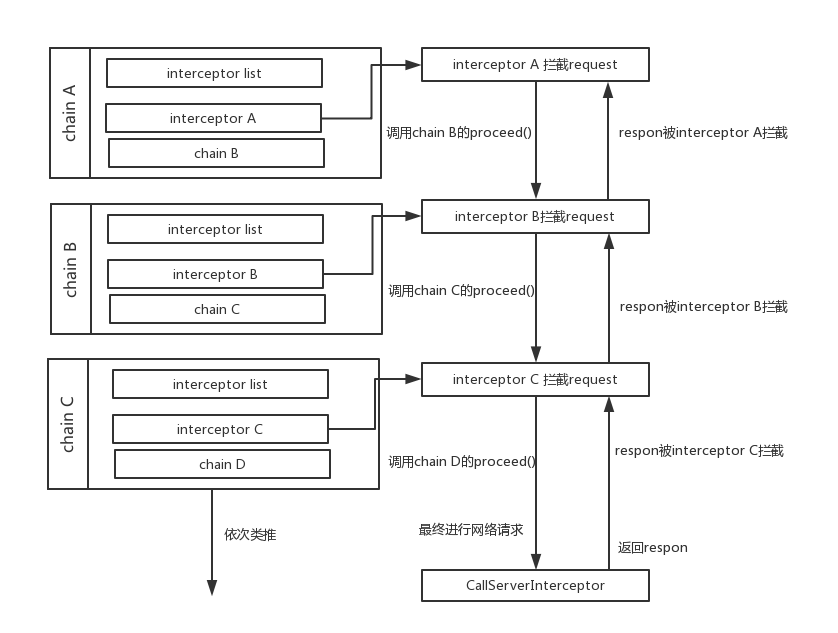 chain A
interceptor list
interceptor A
chain B
interceptor A 拦截request
调用chain B的proceed()
respon被interceptor A拦截
chain B
interceptor list
interceptor B
chain C
interceptor B拦截request
调用chain C的proceed()
respon被interceptor B拦截
chain C
interceptor list
interceptor C
chain D
interceptor C 拦截request
调用chain D的proceed()
respon被interceptor C拦截
依次类推
最终进行网络请求
返回respon
CallServerInterceptor